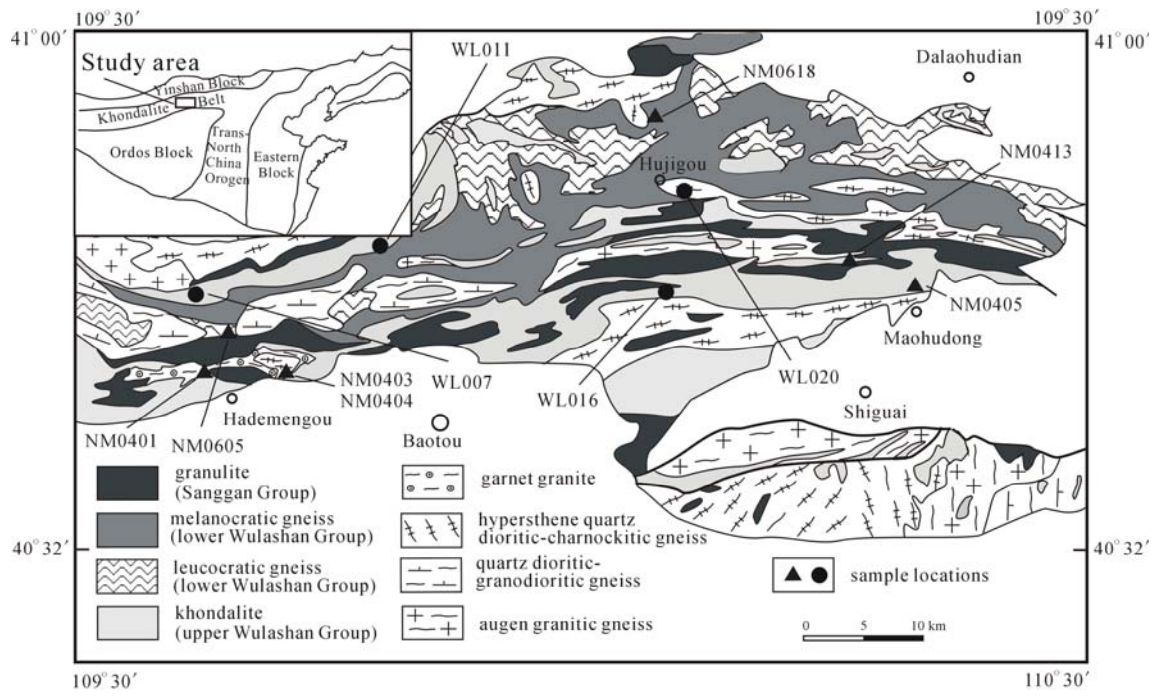 109°30'
109°30'
41°00'
41°00'
Study area
Yinshan Block
Khondalite Belt
Ordos Block
Trans-
North
China
Orogen
Eastern
Block
WL011
NM0618
Dalaohudian
NM0413
Hujigou
NM0405
Maohudong
NM0403
NM0404
WL007
WL016
WL020
Shiguai
Hademengou
NM0401
NM0605
Baotou
granulite
(Sanggan Group)
melanocratic gneiss
(lower Wulashan Group)
leucocratic gneiss
(lower Wulashan Group)
khondalite
(upper Wulashan Group)
garnet granite
hypersthene quartz
dioritic-charnockitic gneiss
quartz dioritic-
granodioritic gneiss
augen granitic gneiss
sample locations
0 5 10 km
40°32'
40°32'
109°30'
110°30'